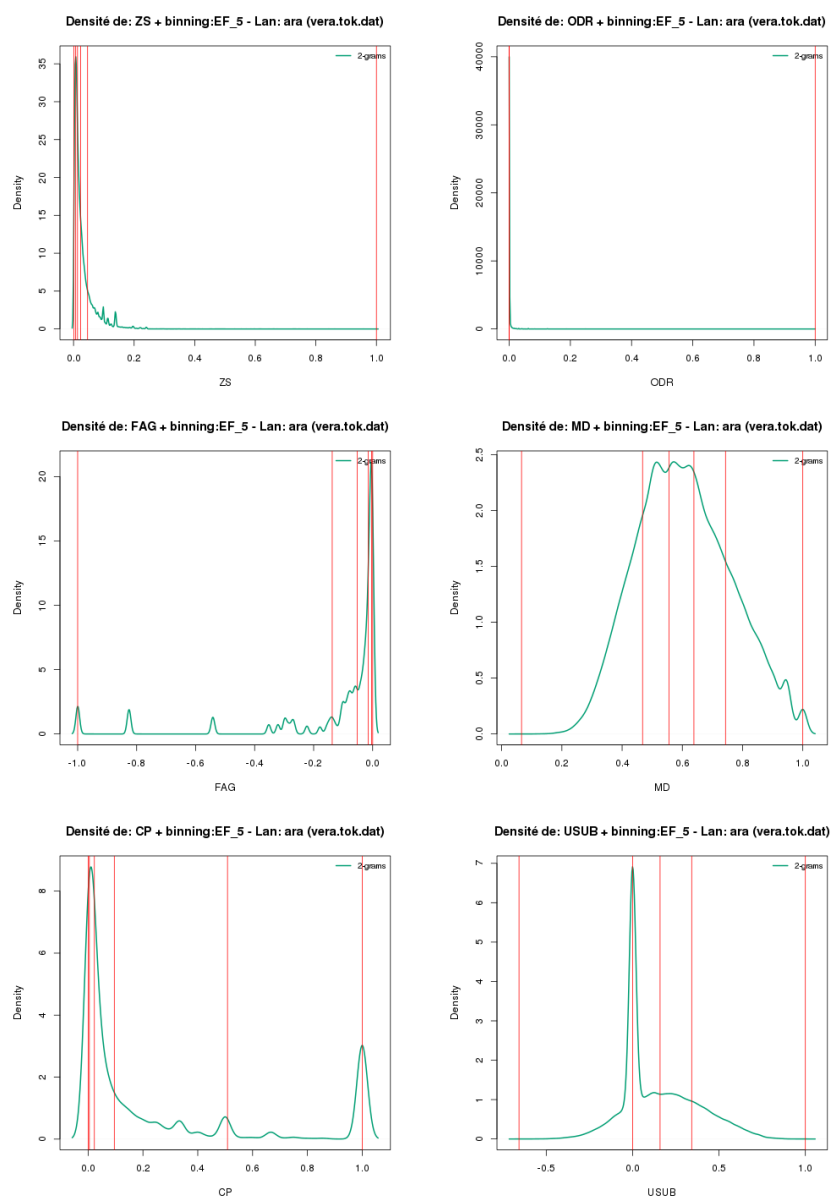 Densité de: ZS + binning:EF_5 - Lan: ara (vera.tok.dat)
2-grams
Density
0 5 10 15 20 25 30 35
0.0 0.2 0.4 0.6 0.8 1.0
ZS
Densité de: ODR + binning:EF_5 - Lan: ara (vera.tok.dat)
2-grams
Density
0 10000 20000 30000 40000
0.0 0.2 0.4 0.6 0.8 1.0
ODR
Densité de: FAG + binning:EF_5 - Lan: ara (vera.tok.dat)
2-grams
Density
0 5 10 15 20
-1.0 -0.8 -0.6 -0.4 -0.2 0.0
FAG
Densité de: MD + binning:EF_5 - Lan: ara (vera.tok.dat)
2-grams
Density
0.0 0.5 1.0 1.5 2.0 2.5
0.0 0.2 0.4 0.6 0.8 1.0
MD
Densité de: CP + binning:EF_5 - Lan: ara (vera.tok.dat)
2-grams
Density
0 2 4 6 8
0.0 0.2 0.4 0.6 0.8 1.0
CP
Densité de: USUB + binning:EF_5 - Lan: ara (vera.tok.dat)
2-grams
Density
0 1 2 3 4 5 6 7
-0.5 0.0 0.5 1.0
USUB